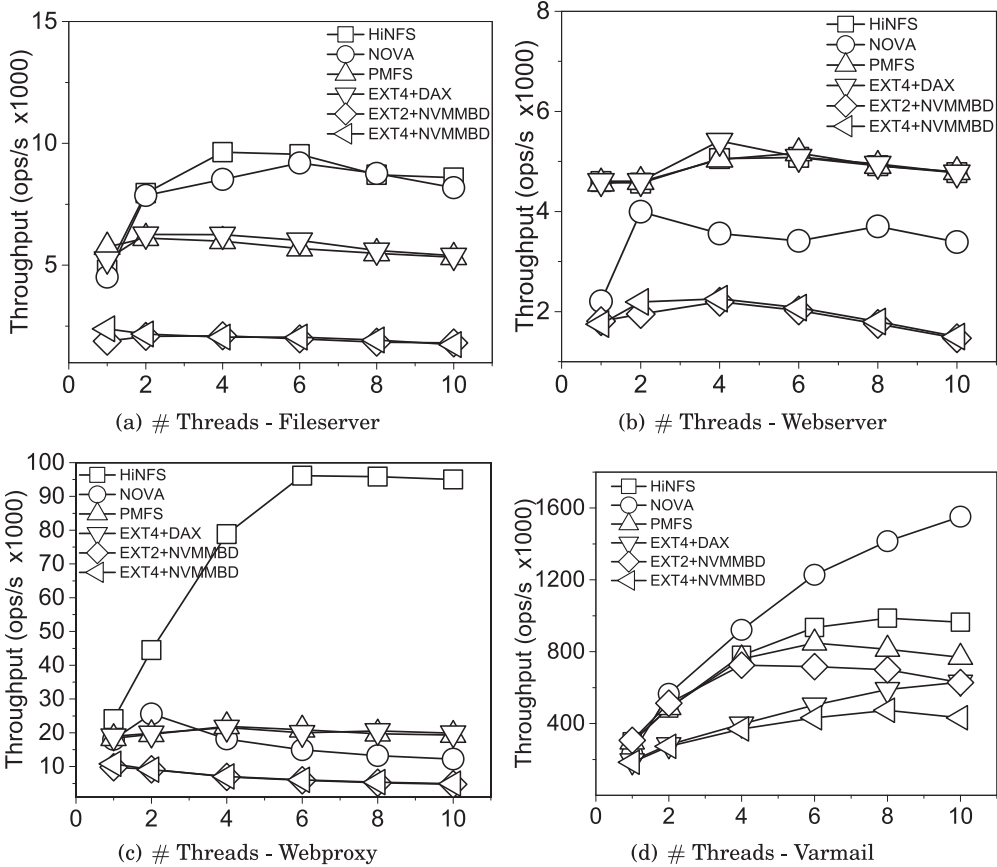 15
10
5
Throughput (ops/s x1000)
HiNFS
NOVA
PMFS
EXT4+DAX
EXT2+NVMMBD
EXT4+NVMMBD
0 2 4 6 8 10
(a) # Threads - Fileserver
8
6
4
2
Throughput (ops/s x1000)
HiNFS
NOVA
PMFS
EXT4+DAX
EXT2+NVMMBD
EXT4+NVMMBD
0 2 4 6 8 10
(b) # Threads - Webserver
100
90
80
70
60
50
40
30
20
10
Throughput (ops/s x1000)
HiNFS
NOVA
PMFS
EXT4+DAX
EXT2+NVMMBD
EXT4+NVMMBD
0 2 4 6 8 10
(c) # Threads - Webproxy
1600
1200
800
400
Throughput (ops/s x1000)
HiNFS
NOVA
PMFS
EXT4+DAX
EXT2+NVMMBD
EXT4+NVMMBD
0 2 4 6 8 10
(d) # Threads - Varmail